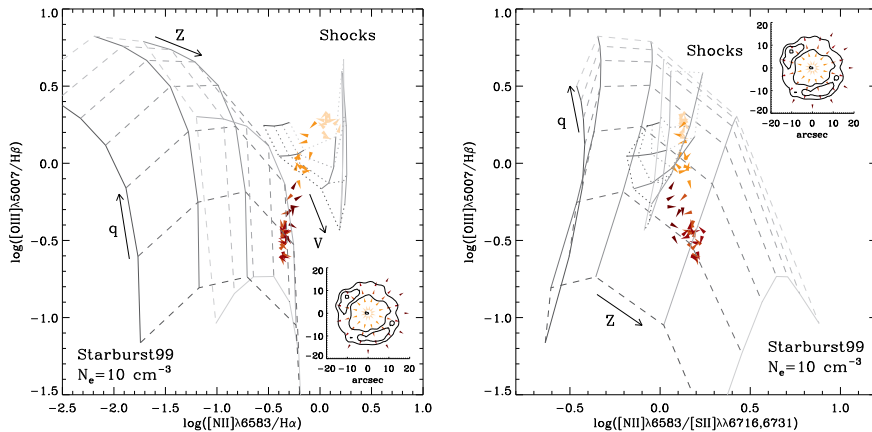 Z
Shocks
q
V
Starburst99
N_e=10 cm^-3
log([OIII]λ5007/Hβ)
1.0
0.5
0.0
-0.5
-1.0
-1.5
-2.5 -2.0 -1.5 -1.0 -0.5 0.0 0.5 1.0
log([NII]λ6583/Hα)
20
10
0
-10
-20
-20 -10 0 10 20
arcsec
Shocks
q
Z
Starburst99
N_e=10 cm^-3
log([OIII]λ5007/Hβ)
1.0
0.5
0.0
-0.5
-1.0
-1.5
-0.5 0.0 0.5 1.0
log([NII]λ6583/[SII]λλ6716,6731)
20
10
0
-10
-20
-20 -10 0 10 20
arcsec